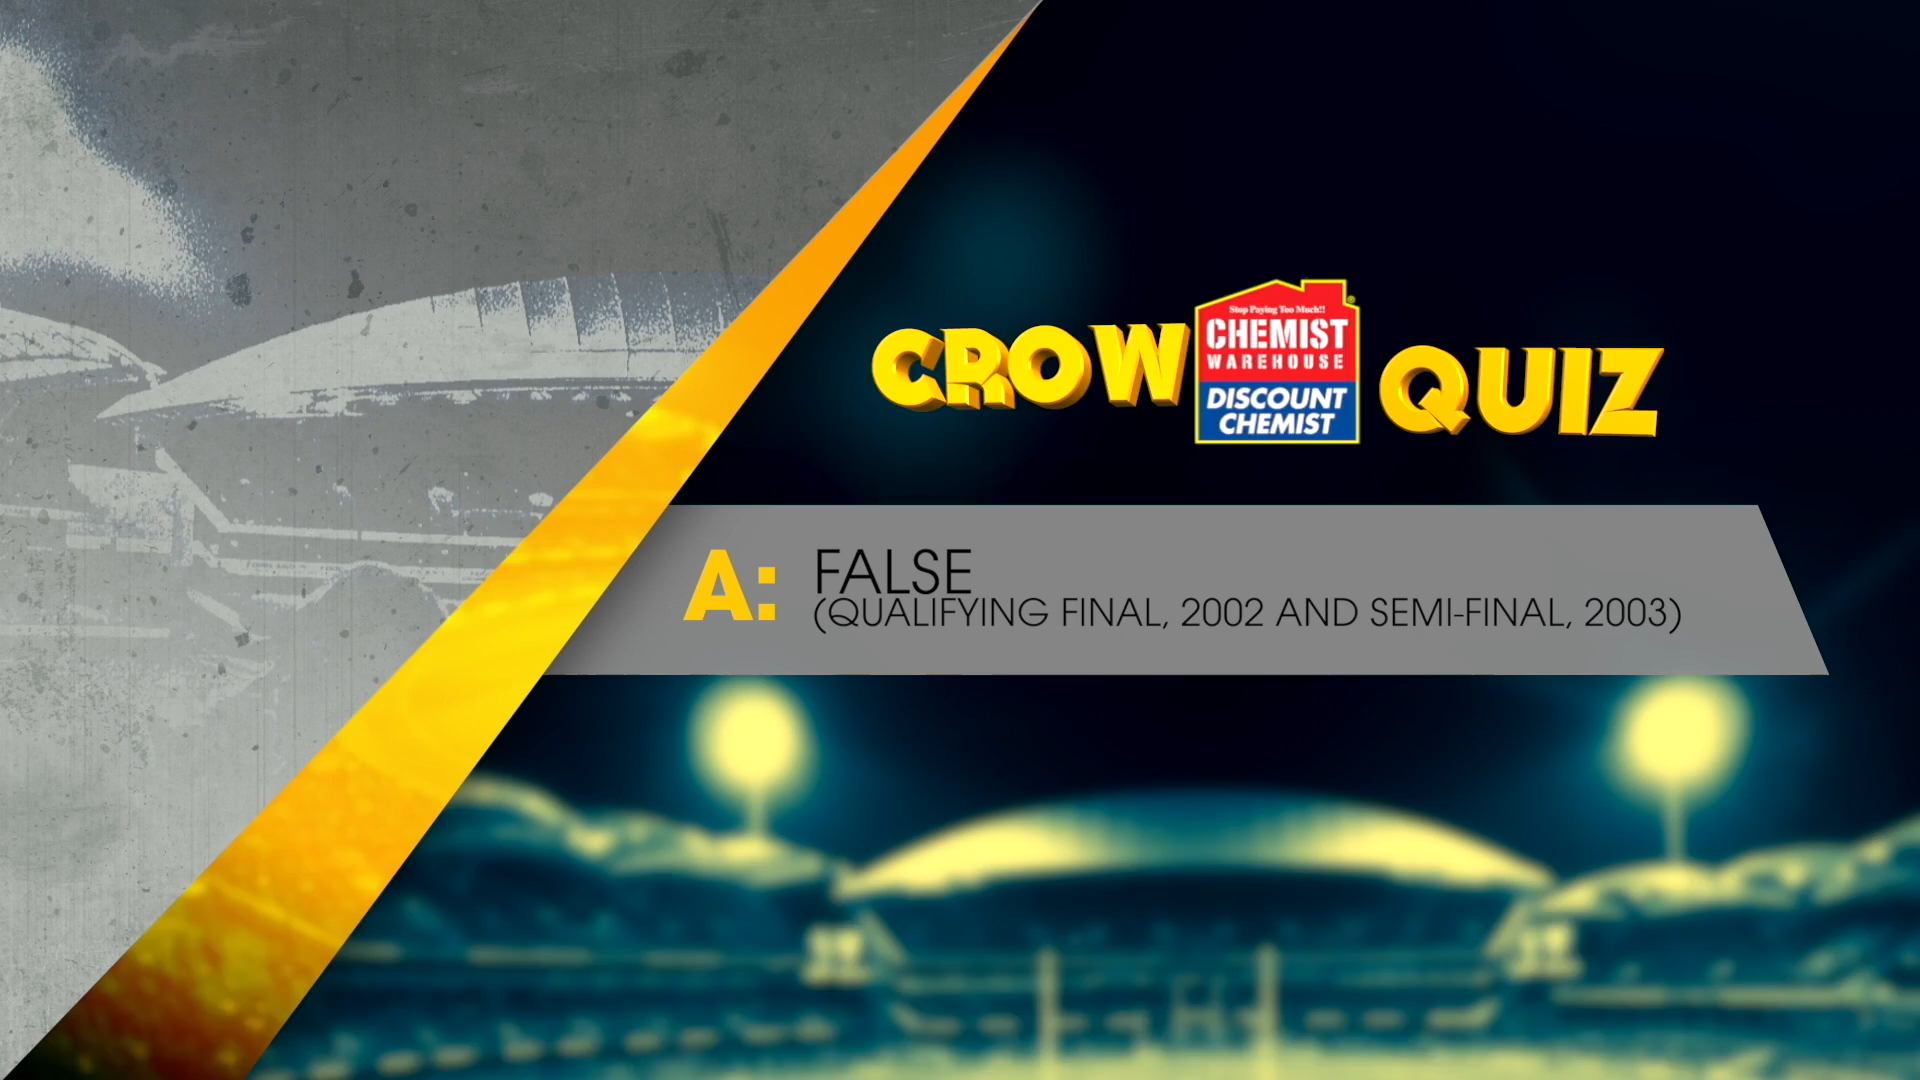 CROW
Stop Paying Too Much!!
CHEMIST
WAREHOUSE
DISCOUNT
CHEMIST
QUIZ
A: FALSE
(QUALIFYING FINAL, 2002 AND SEMI-FINAL, 2003)